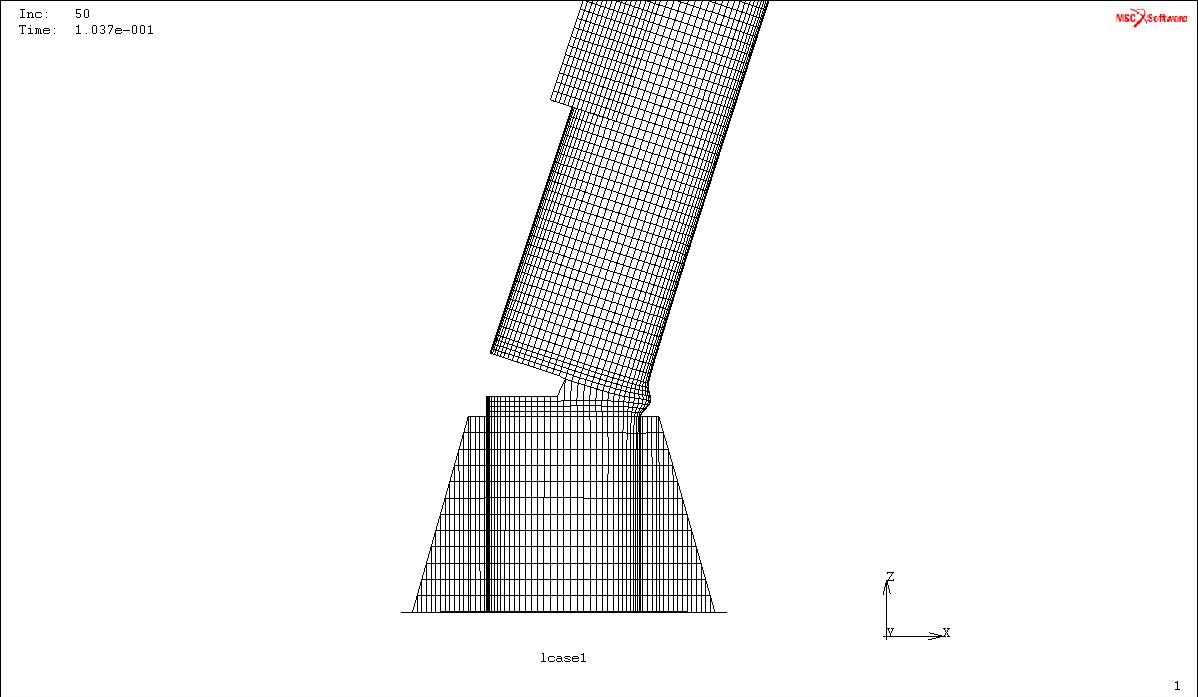 Inc: 50
Time: 1.037e-001
MSC Software
Z
Y
X
lcase1
1